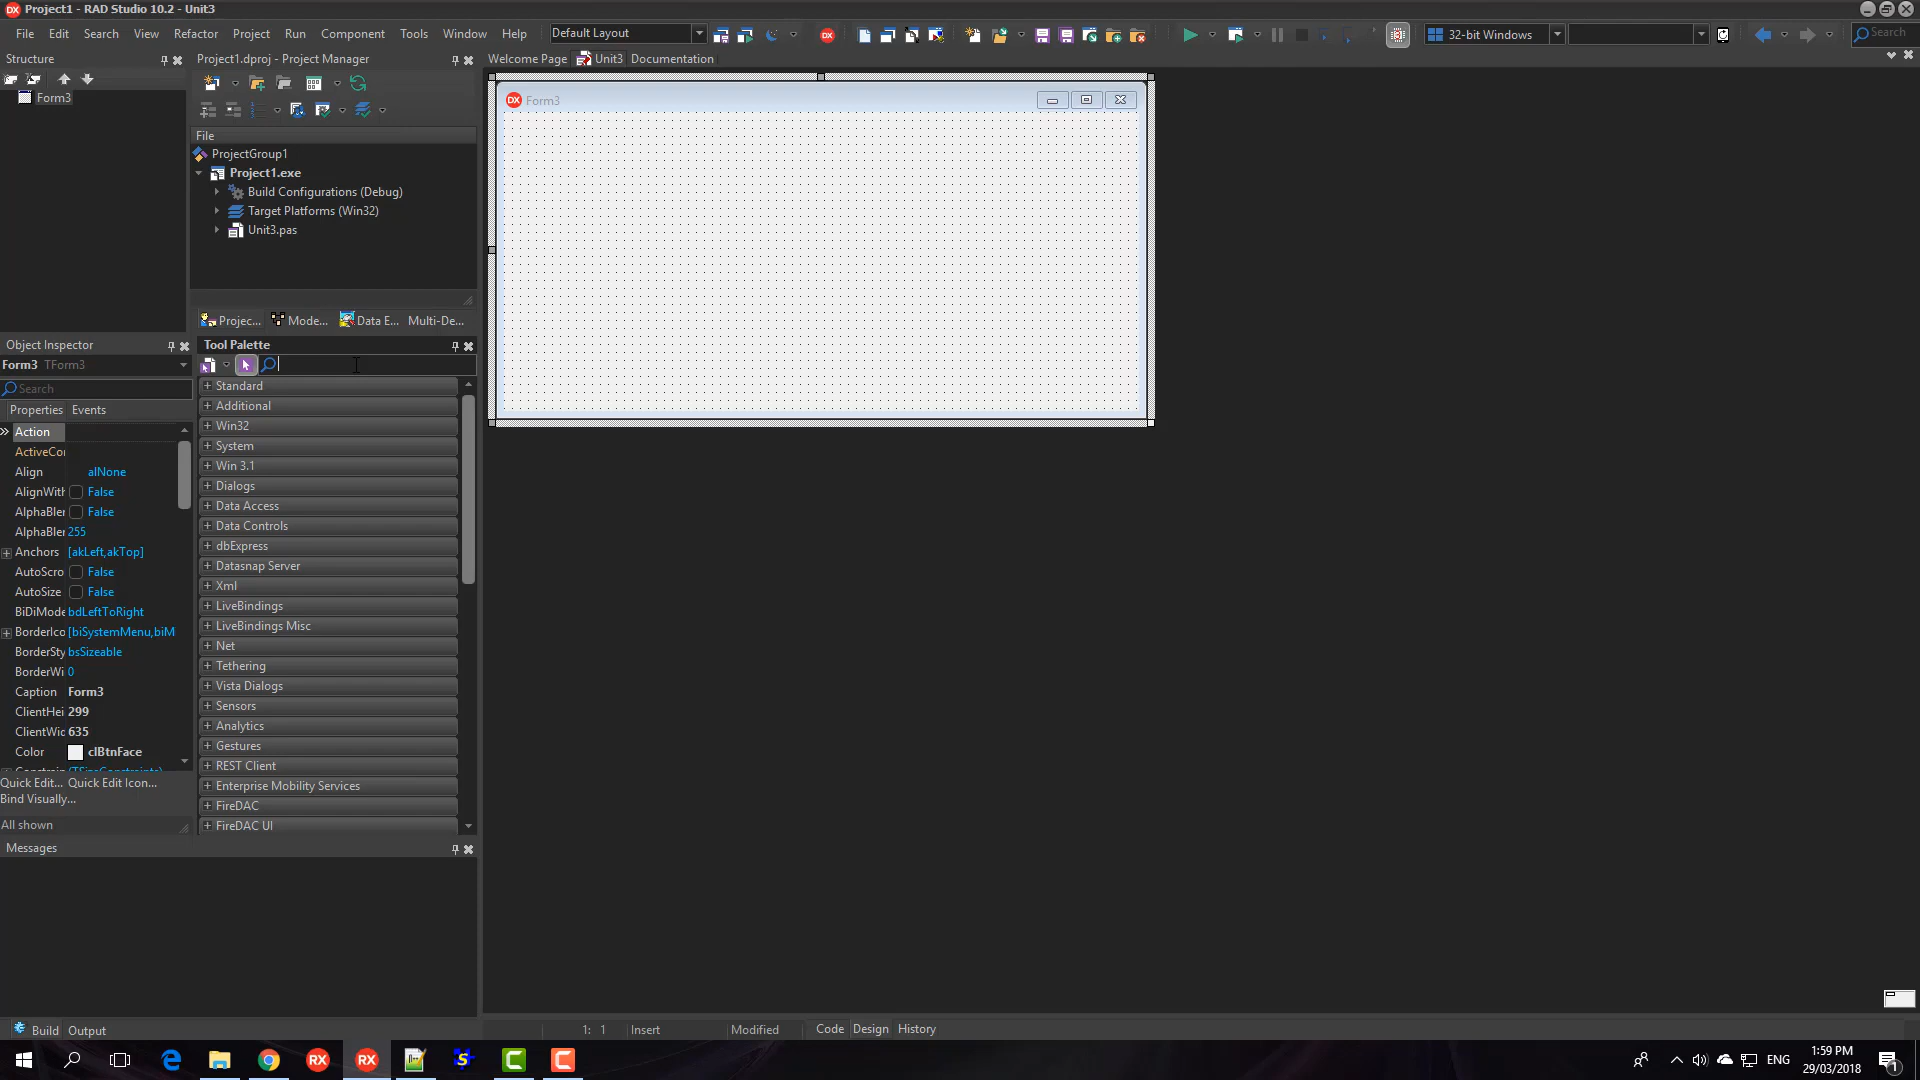 Project1 - RAD Studio 10.2 - Unit3
File Edit Search View Refactor Project Run Component Tools Window Help
Default Layout
32-bit Windows
Search
Structure
Form3
Project1.dproj - Project Manager
File
ProjectGroup1
Project1.exe
Build Configurations (Debug)
Target Platforms (Win32)
Unit3.pas
Projec... Mode... Data E... Multi-De...
Welcome Page Unit3 Documentation
Form3
Object Inspector
Form3 TForm3
Search
Properties Events
Action
ActiveCo
Align alNone
AlignWith False
AlphaBler False
AlphaBler 255
Anchors [akLeft,akTop]
AutoScro False
AutoSize False
BiDiMode bdLeftToRight
BorderIco [biSystemMenu,biM
BorderSty bsSizeable
BorderWi 0
Caption Form3
ClientHei 299
ClientWid 635
Color clBtnFace
Quick Edit... Quick Edit Icon...
Bind Visually...
All shown
Tool Palette
Standard
Additional
Win32
System
Win 3.1
Dialogs
Data Access
Data Controls
dbExpress
Datasnap Server
Xml
LiveBindings
LiveBindings Misc
Net
Tethering
Vista Dialogs
Sensors
Analytics
Gestures
REST Client
Enterprise Mobility Services
FireDAC
FireDAC UI
Messages
Build Output
1: 1 Insert Modified Code Design History
ENG
1:59 PM
29/03/2018
1